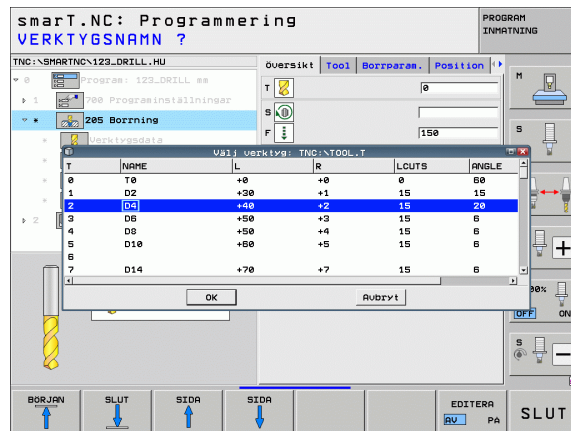 smarT.NC: Programmering
VERKTYGSNAMN ?
PROGRAM
INMATNING
TNC:\SMARTNC\123_DRILL.HU
Översikt Tool Borrparam. Position
0 Program: 123_DRILL mm
1 700 Programinställningar
* 205 Borrning
* Verktygsdata
*
*
2
T 0
S
F 150
M
S
Välj verktyg: TNC:\TOOL.T
T NAME L R LCUTS ANGLE
0 T0 +0 +0 0 60
1 D2 +30 +1 15 15
2 D4 +40 +2 15 20
3 D6 +50 +3 15 6
4 D8 +50 +4 15 6
5 D10 +60 +5 15 6
6 6
7 D14 +70 +7 15 6
OK Avbryt
OFF ON
S
BÖRJAN SLUT SIDA SIDA EDITERA
AV PÅ
SLUT